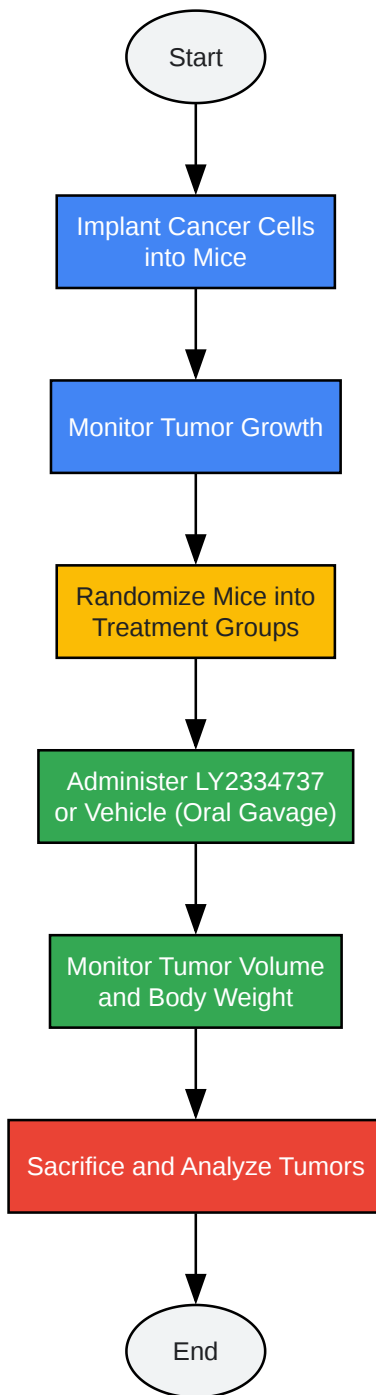 Start
Implant Cancer Cells
into Mice
Monitor Tumor Growth
Randomize Mice into
Treatment Groups
Administer LY2334737
or Vehicle (Oral Gavage)
Monitor Tumor Volume
and Body Weight
Sacrifice and Analyze Tumors
End